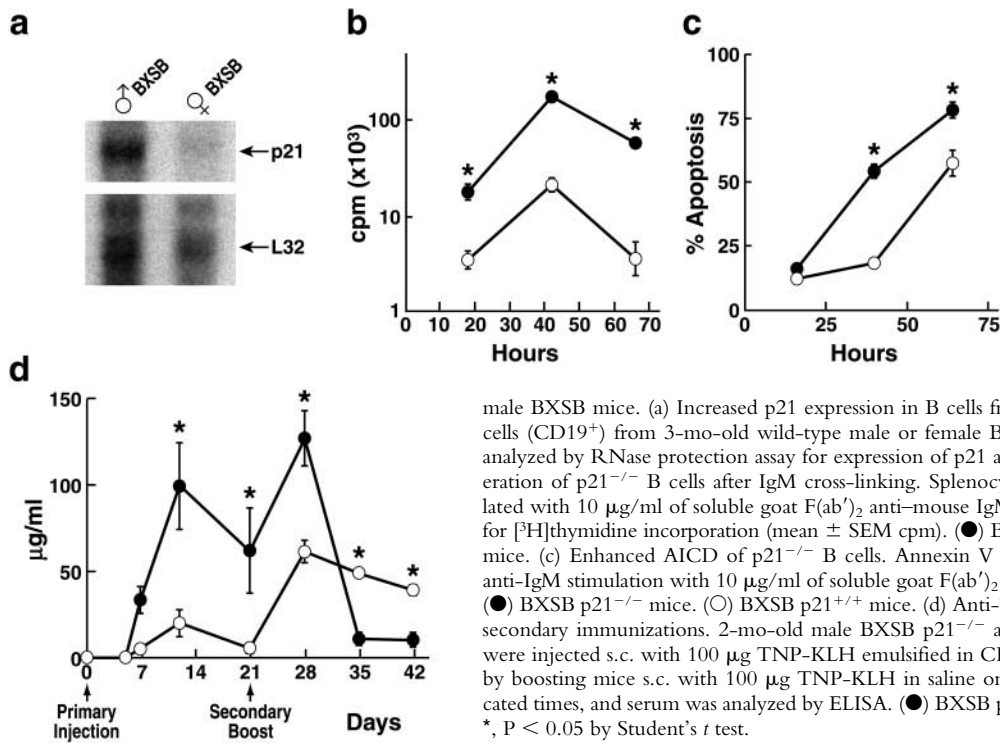 a
♂ BXSB
♀ BXSB
p21
L32
b
cpm (x10³)
100
10
1
0 10 20 30 40 50 60 70
Hours
*
*
*
c
% Apoptosis
100
75
50
25
0
0 25 50 75
Hours
*
*
d
µg/ml
150
100
50
0
0 7 14 21 28 35 42
Primary Injection
Secondary Boost
Days
*
*
*
*
*
male BXSB mice. (a) Increased p21 expression in B cells
cells (CD19⁺) from 3-mo-old wild-type male or female
analyzed by RNase protection assay for expression of p21
eration of p21⁻/⁻ B cells after IgM cross-linking.
lated with 10 µg/ml of soluble goat F(ab′)₂ anti–mouse IgM
for [³H]thymidine incorporation (mean ± SEM cpm). (●)
mice. (c) Enhanced AICD of p21⁻/⁻ B cells. Annexin V
anti-IgM stimulation with 10 µg/ml of soluble goat F(ab′)₂
(●) BXSB p21⁻/⁻ mice. (○) BXSB p21⁺/⁺ mice. (d)
secondary immunizations. 2-mo-old male BXSB p21⁻/⁻
were injected s.c. with 100 µg TNP-KLH emulsified in
by boosting mice s.c. with 100 µg TNP-KLH in saline
cated times, and serum was analyzed by ELISA. (●) BXSB
*, P < 0.05 by Student's t test.